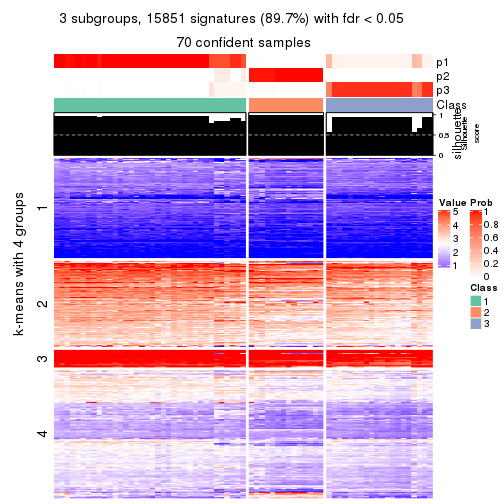 3 subgroups, 15851 signatures (89.7%) with fdr < 0.05
70 confident samples
p1
p2
p3
Class
silhouette
Silhouette
score
1
0.5
0
k-means with 4 groups
1
2
3
4
Value
5
4
3
2
1
Prob
1
0.8
0.6
0.4
0.2
0
Class
1
2
3